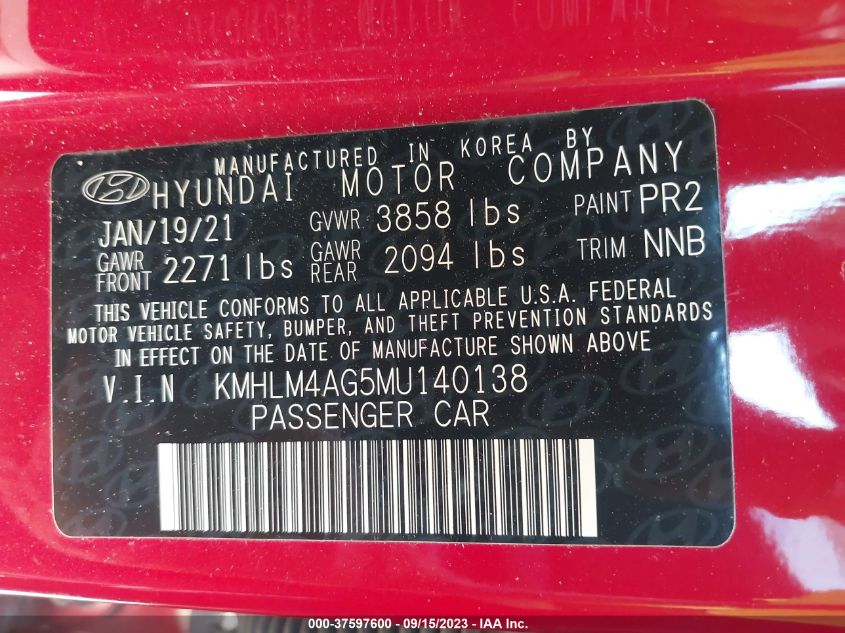 MANUFACTURED IN KOREA BY
HYUNDAI MOTOR COMPANY
JAN/19/21 GVWR 3858 lbs PAINT PR2
GAWR FRONT 2271 lbs GAWR REAR 2094 lbs TRIM NNB
THIS VEHICLE CONFORMS TO ALL APPLICABLE U.S.A. FEDERAL
MOTOR VEHICLE SAFETY, BUMPER, AND THEFT PREVENTION STANDARDS
IN EFFECT ON THE DATE OF MANUFACTURE SHOWN ABOVE
V.I.N KMHLM4AG5MU140138
PASSENGER CAR
000-37597600 - 09/15/2023 - IAA Inc.